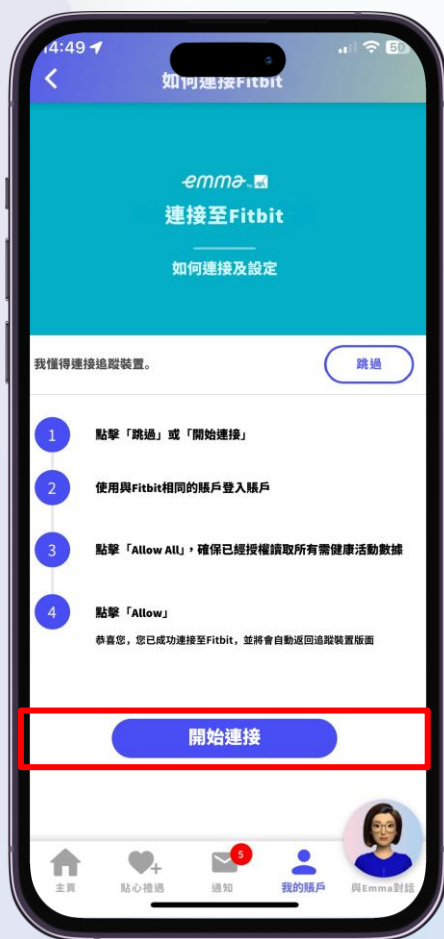 14:49
50
如何連接Fitbit
emma by AXA
連接至Fitbit
如何連接及設定
我懂得連接追蹤裝置。
跳過
1
點擊「跳過」或「開始連接」
2
使用與Fitbit相同的賬戶登入賬戶
3
點擊「Allow All」，確保已經授權讀取所有需健康活動數據
4
點擊「Allow」
恭喜您，您已成功連接至Fitbit，並將會自動返回追蹤裝置版面
開始連接
5
主頁
貼心禮遇
通知
我的賬戶
與Emma對話